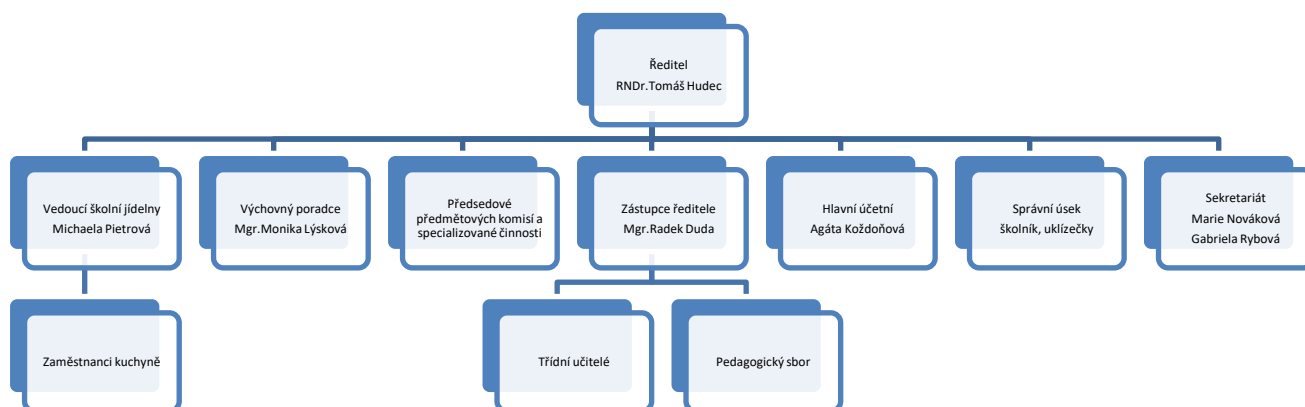 Ředitel
RNDr.Tomáš Hudec
Vedoucí školní jídelny
Michaela Pietrová
Výchovný poradce
Mgr.Monika Lýsková
Předsedové
předmětových komisí a
specializované činnosti
Zástupce ředitele
Mgr.Radek Duda
Hlavní účetní
Agáta Koždoňová
Správní úsek
školník, uklízečky
Sekretariát
Marie Nováková
Gabriela Rybová
Zaměstnanci kuchyně
Třídní učitelé
Pedagogický sbor